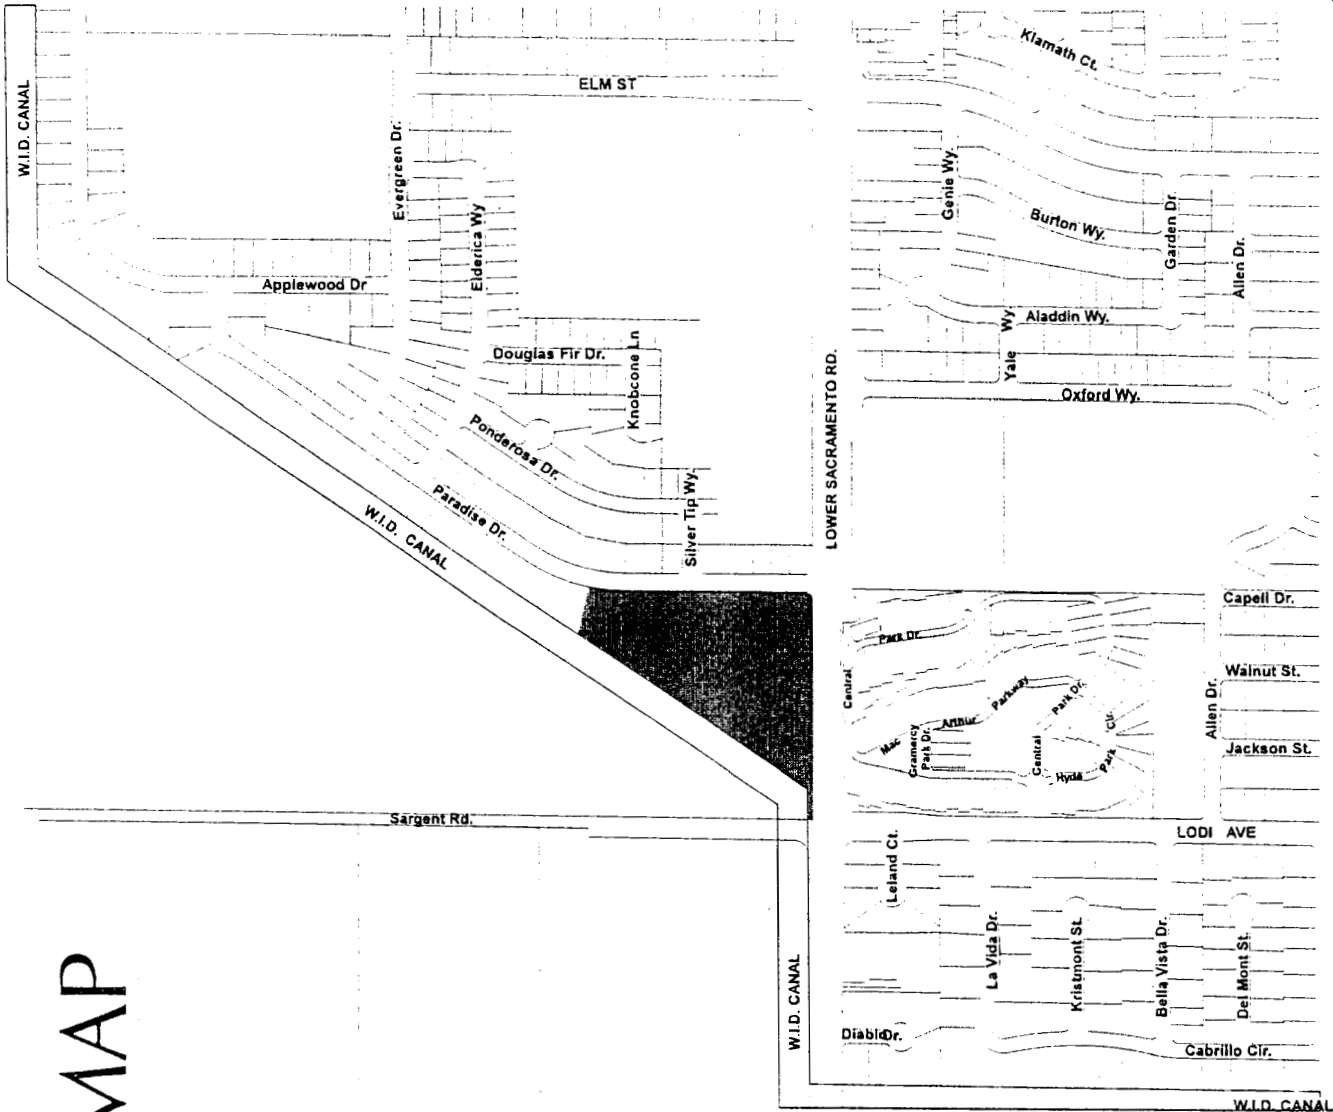 Klamath Ct.
W.I.D. CANAL
ELM ST
Evergreen Dr.
Elderica Wy
Genie Wy.
Burton Wy.
Garden Dr.
Allen Dr.
Applewood Dr
Aladdin Wy.
Yale Wy.
Douglas Fir Dr.
Knobcone Ln
LOWER SACRAMENTO RD.
Oxford Wy.
Ponderosa Dr.
Paradise Dr.
Silver Tip Wy.
W.I.D. CANAL
Capell Dr.
Park Dr.
Central
Walnut St.
Parkway
Park Dr.
Allen Dr.
Arthur
Mac
Cir.
Gramercy
Park Dr.
Central
Park
Hyde
Jackson St.
Sargent Rd.
LODI AVE
Leland Ct.
La Vida Dr.
Kristmont St.
Bella Vista Dr.
Del Mont St.
W.I.D. CANAL
MAP
Diablo Dr.
Cabrillo Cir.
W.I.D. CANAL